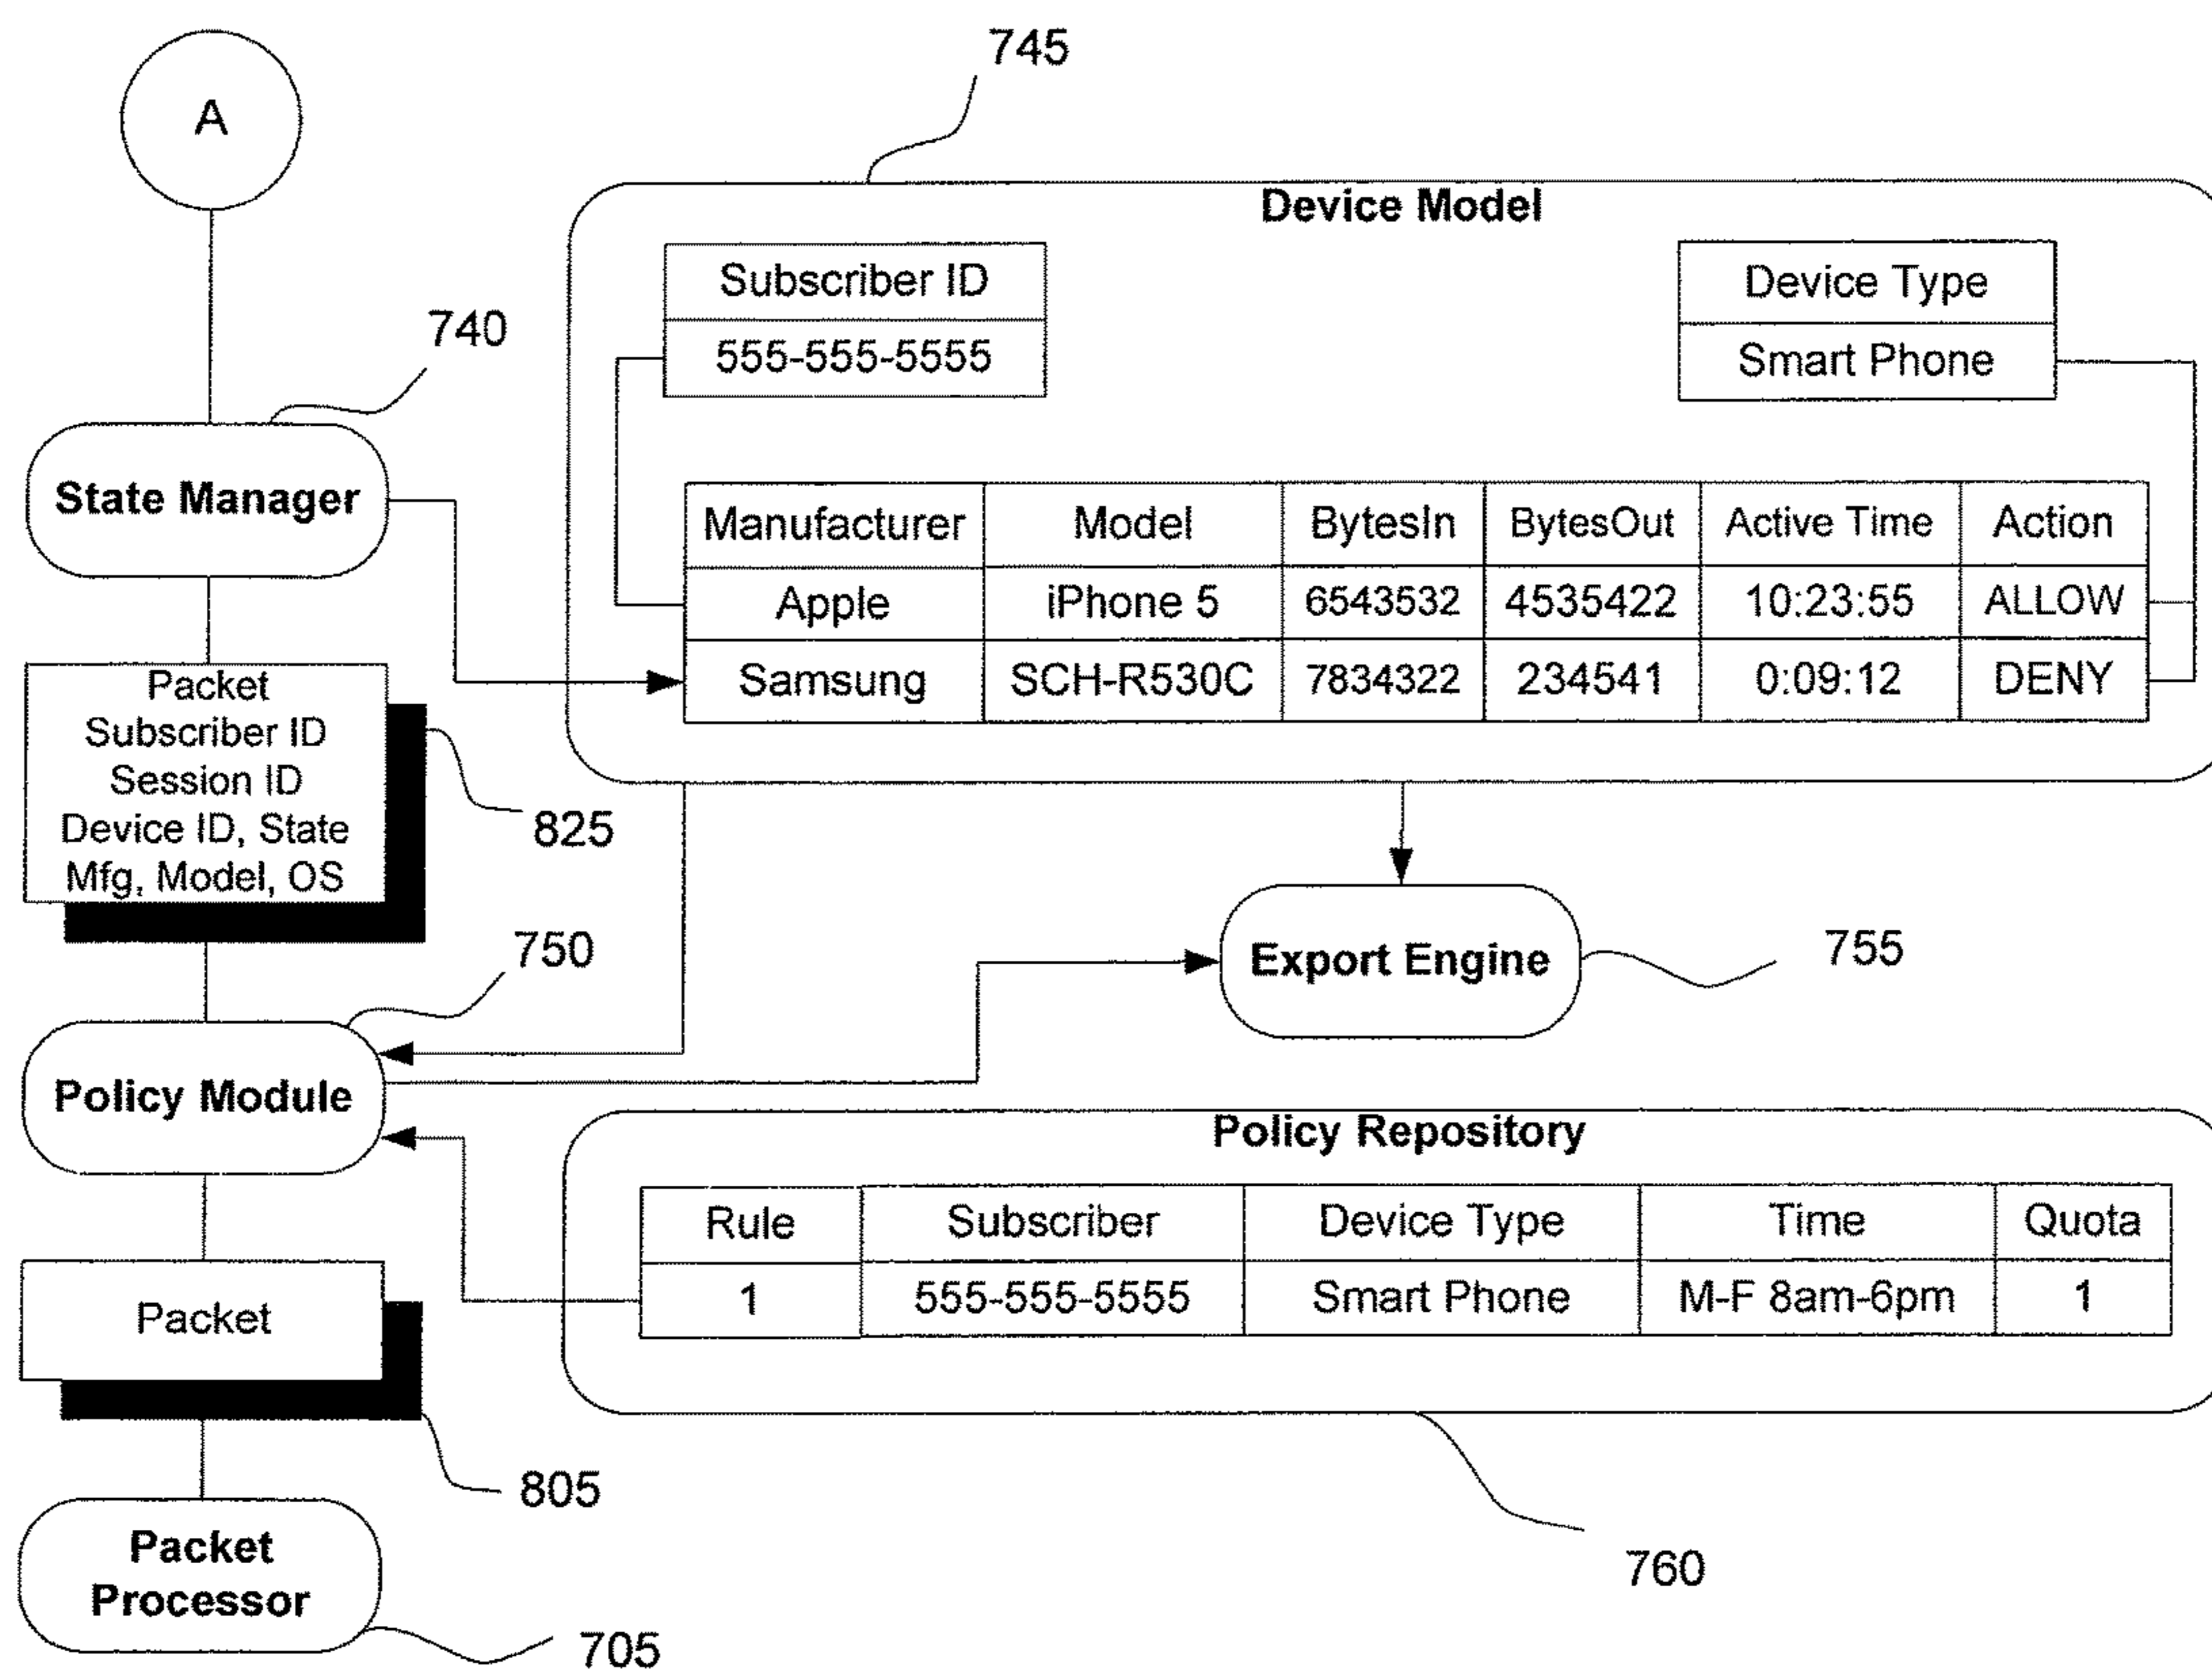 745
A
Device Model
Subscriber ID
555-555-5555
Device Type
Smart Phone
740
State Manager
Manufacturer Model BytesIn BytesOut Active Time Action
Apple iPhone 5 6543532 4535422 10:23:55 ALLOW
Samsung SCH-R530C 7834322 234541 0:09:12 DENY
Packet
Subscriber ID
Session ID
Device ID, State
Mfg, Model, OS
825
750
Export Engine
755
Policy Module
Policy Repository
Rule Subscriber Device Type Time Quota
1 555-555-5555 Smart Phone M-F 8am-6pm 1
Packet
805
Packet
Processor
760
705